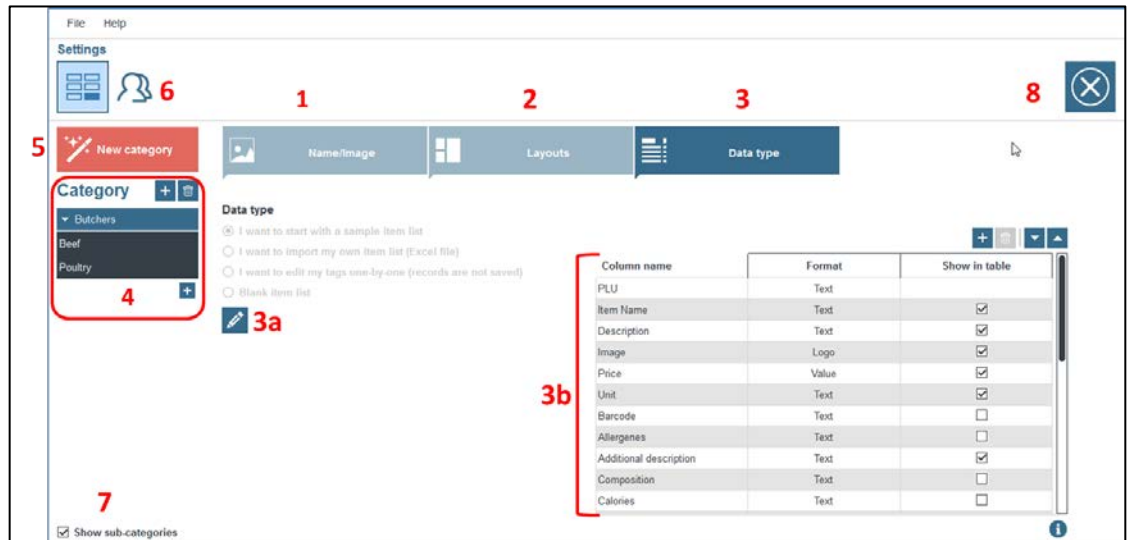 File Help
Settings
6
1
2
3
8
5
New category
Name/Image
Layouts
Data type
Category
Butchers
Beef
Poultry
4
Data type
I want to start with a sample item list
I want to import my own item list (Excel file)
I want to edit my tags one-by-one (records are not saved)
Blank item list
3a
3b
Column name Format Show in table
PLU Text
Item Name Text
Description Text
Image Logo
Price Value
Unit Text
Barcode Text
Allergenes Text
Additional description Text
Composition Text
Calories Text
7
Show sub-categories